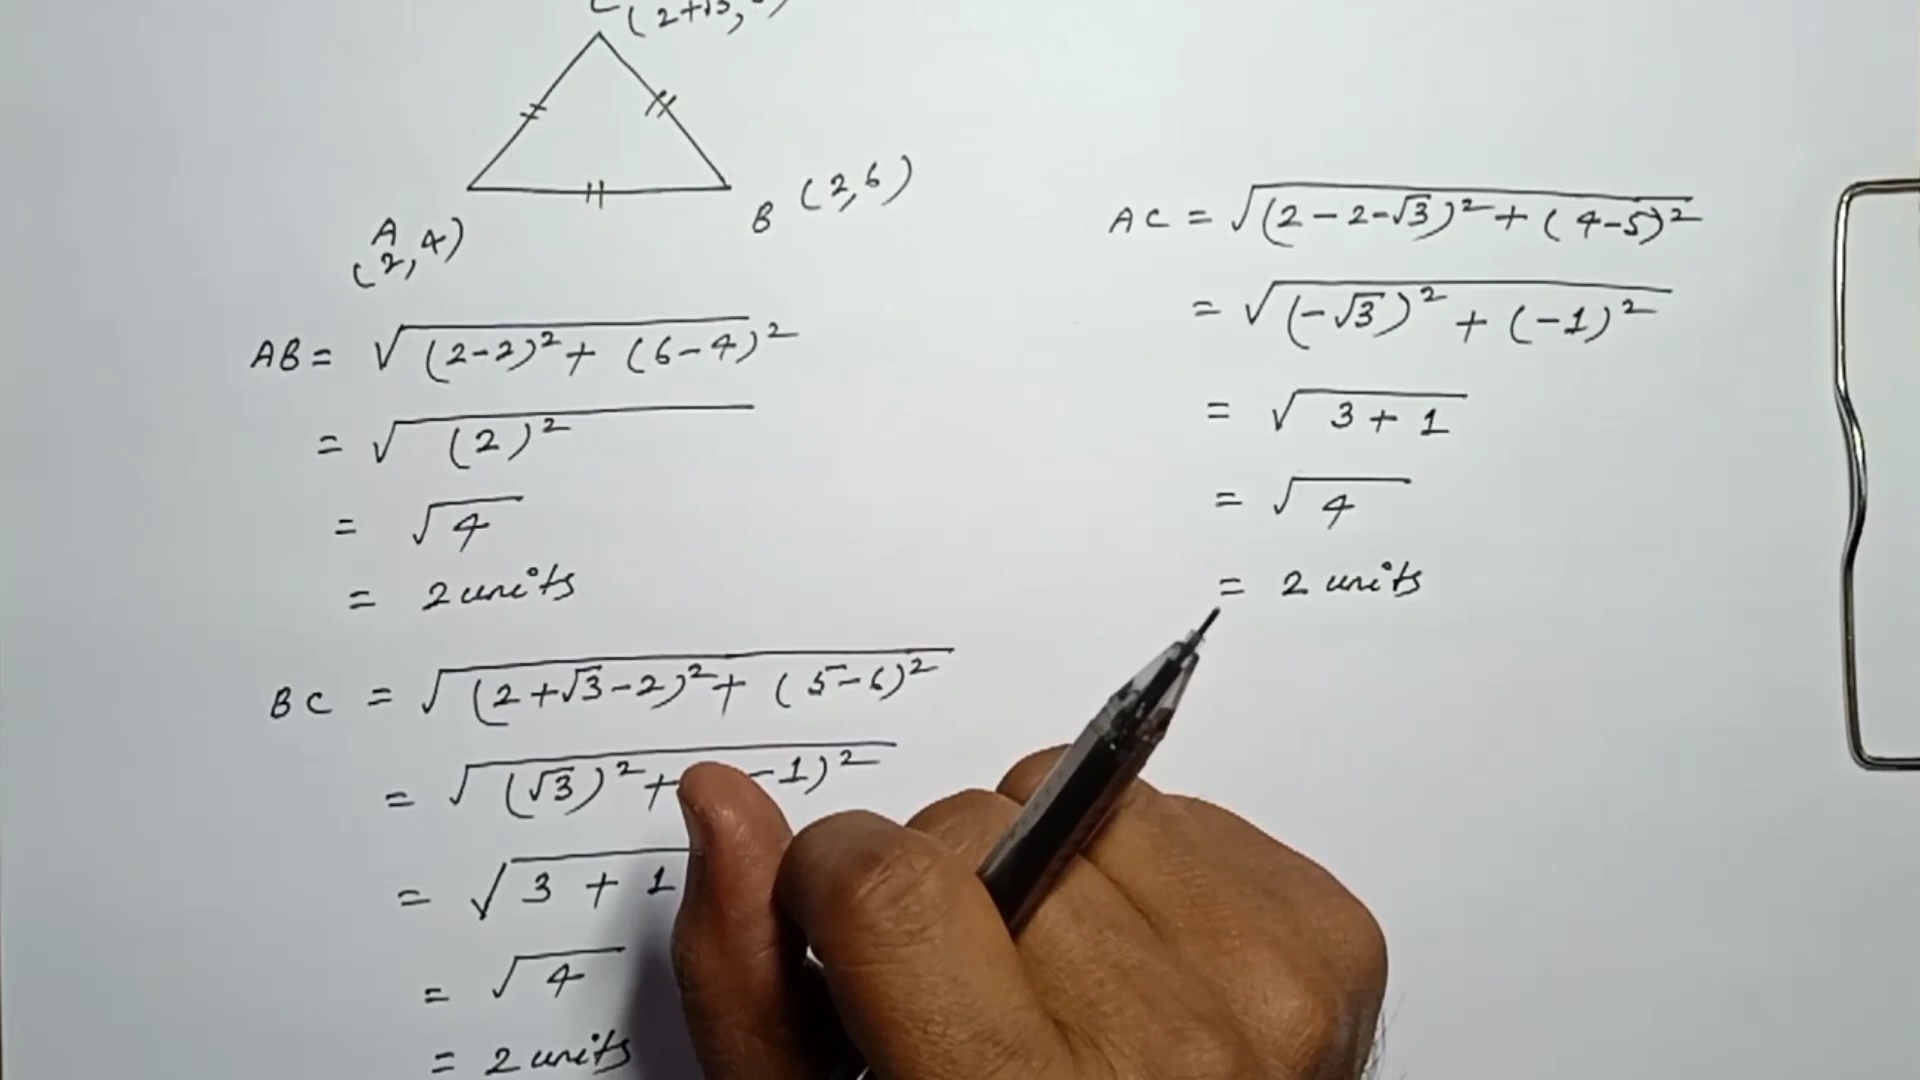 (2+√3,
B (2,6)
A
(2,4)
AB = √(2-2)² + (6-4)²
= √(2)²
= √4
= 2 units
BC = √(2+√3-2)² + (5-6)²
= √(√3)² + -1)²
= √3 + 1
= √4
= 2 units
AC = √(2-2-√3)² + (4-5)²
= √(-√3)² + (-1)²
= √3+1
= √4
= 2 units